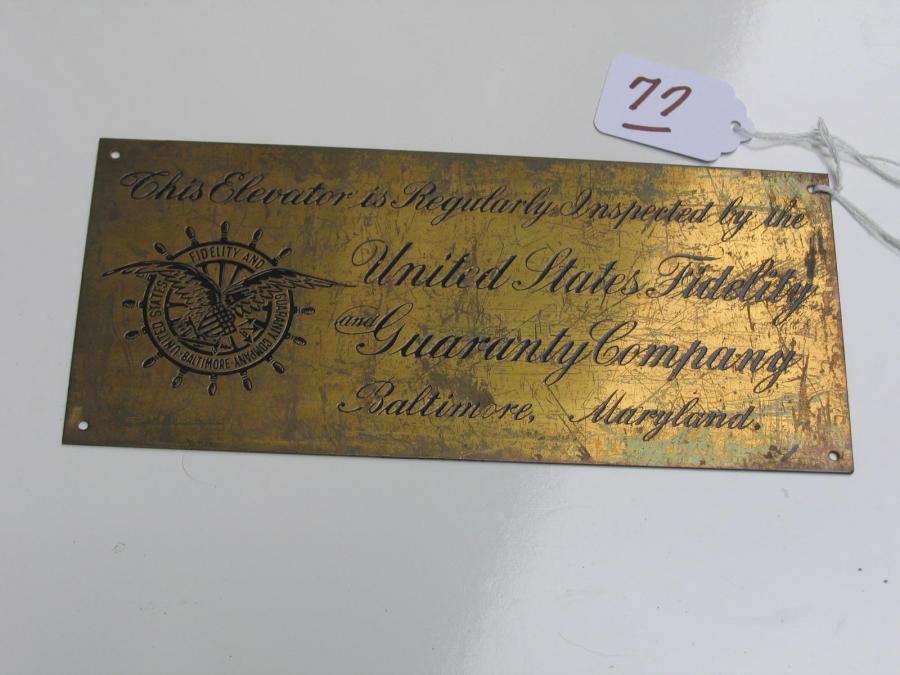 77
This Elevator is Regularly Inspected by the
United States Fidelity
and Guaranty Company
Baltimore, Maryland.
FIDELITY AND
GUARANTY
COMPANY
·BALTIMORE·
UNITED STATES